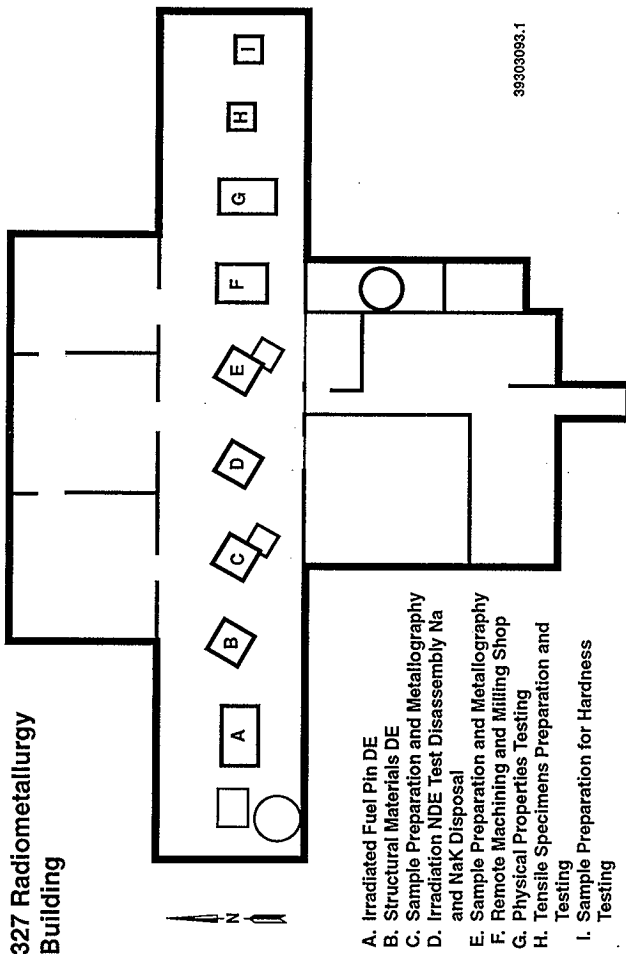 327 Radiometallurgy
Building
N
A
B
C
D
E
F
G
H
I
A. Irradiated Fuel Pin DE
B. Structural Materials DE
C. Sample Preparation and Metallography
D. Irradiation NDE Test Disassembly Na
and NaK Disposal
E. Sample Preparation and Metallography
F. Remote Machining and Milling Shop
G. Physical Properties Testing
H. Tensile Specimens Preparation and
Testing
I. Sample Preparation for Hardness
Testing
39303093.1